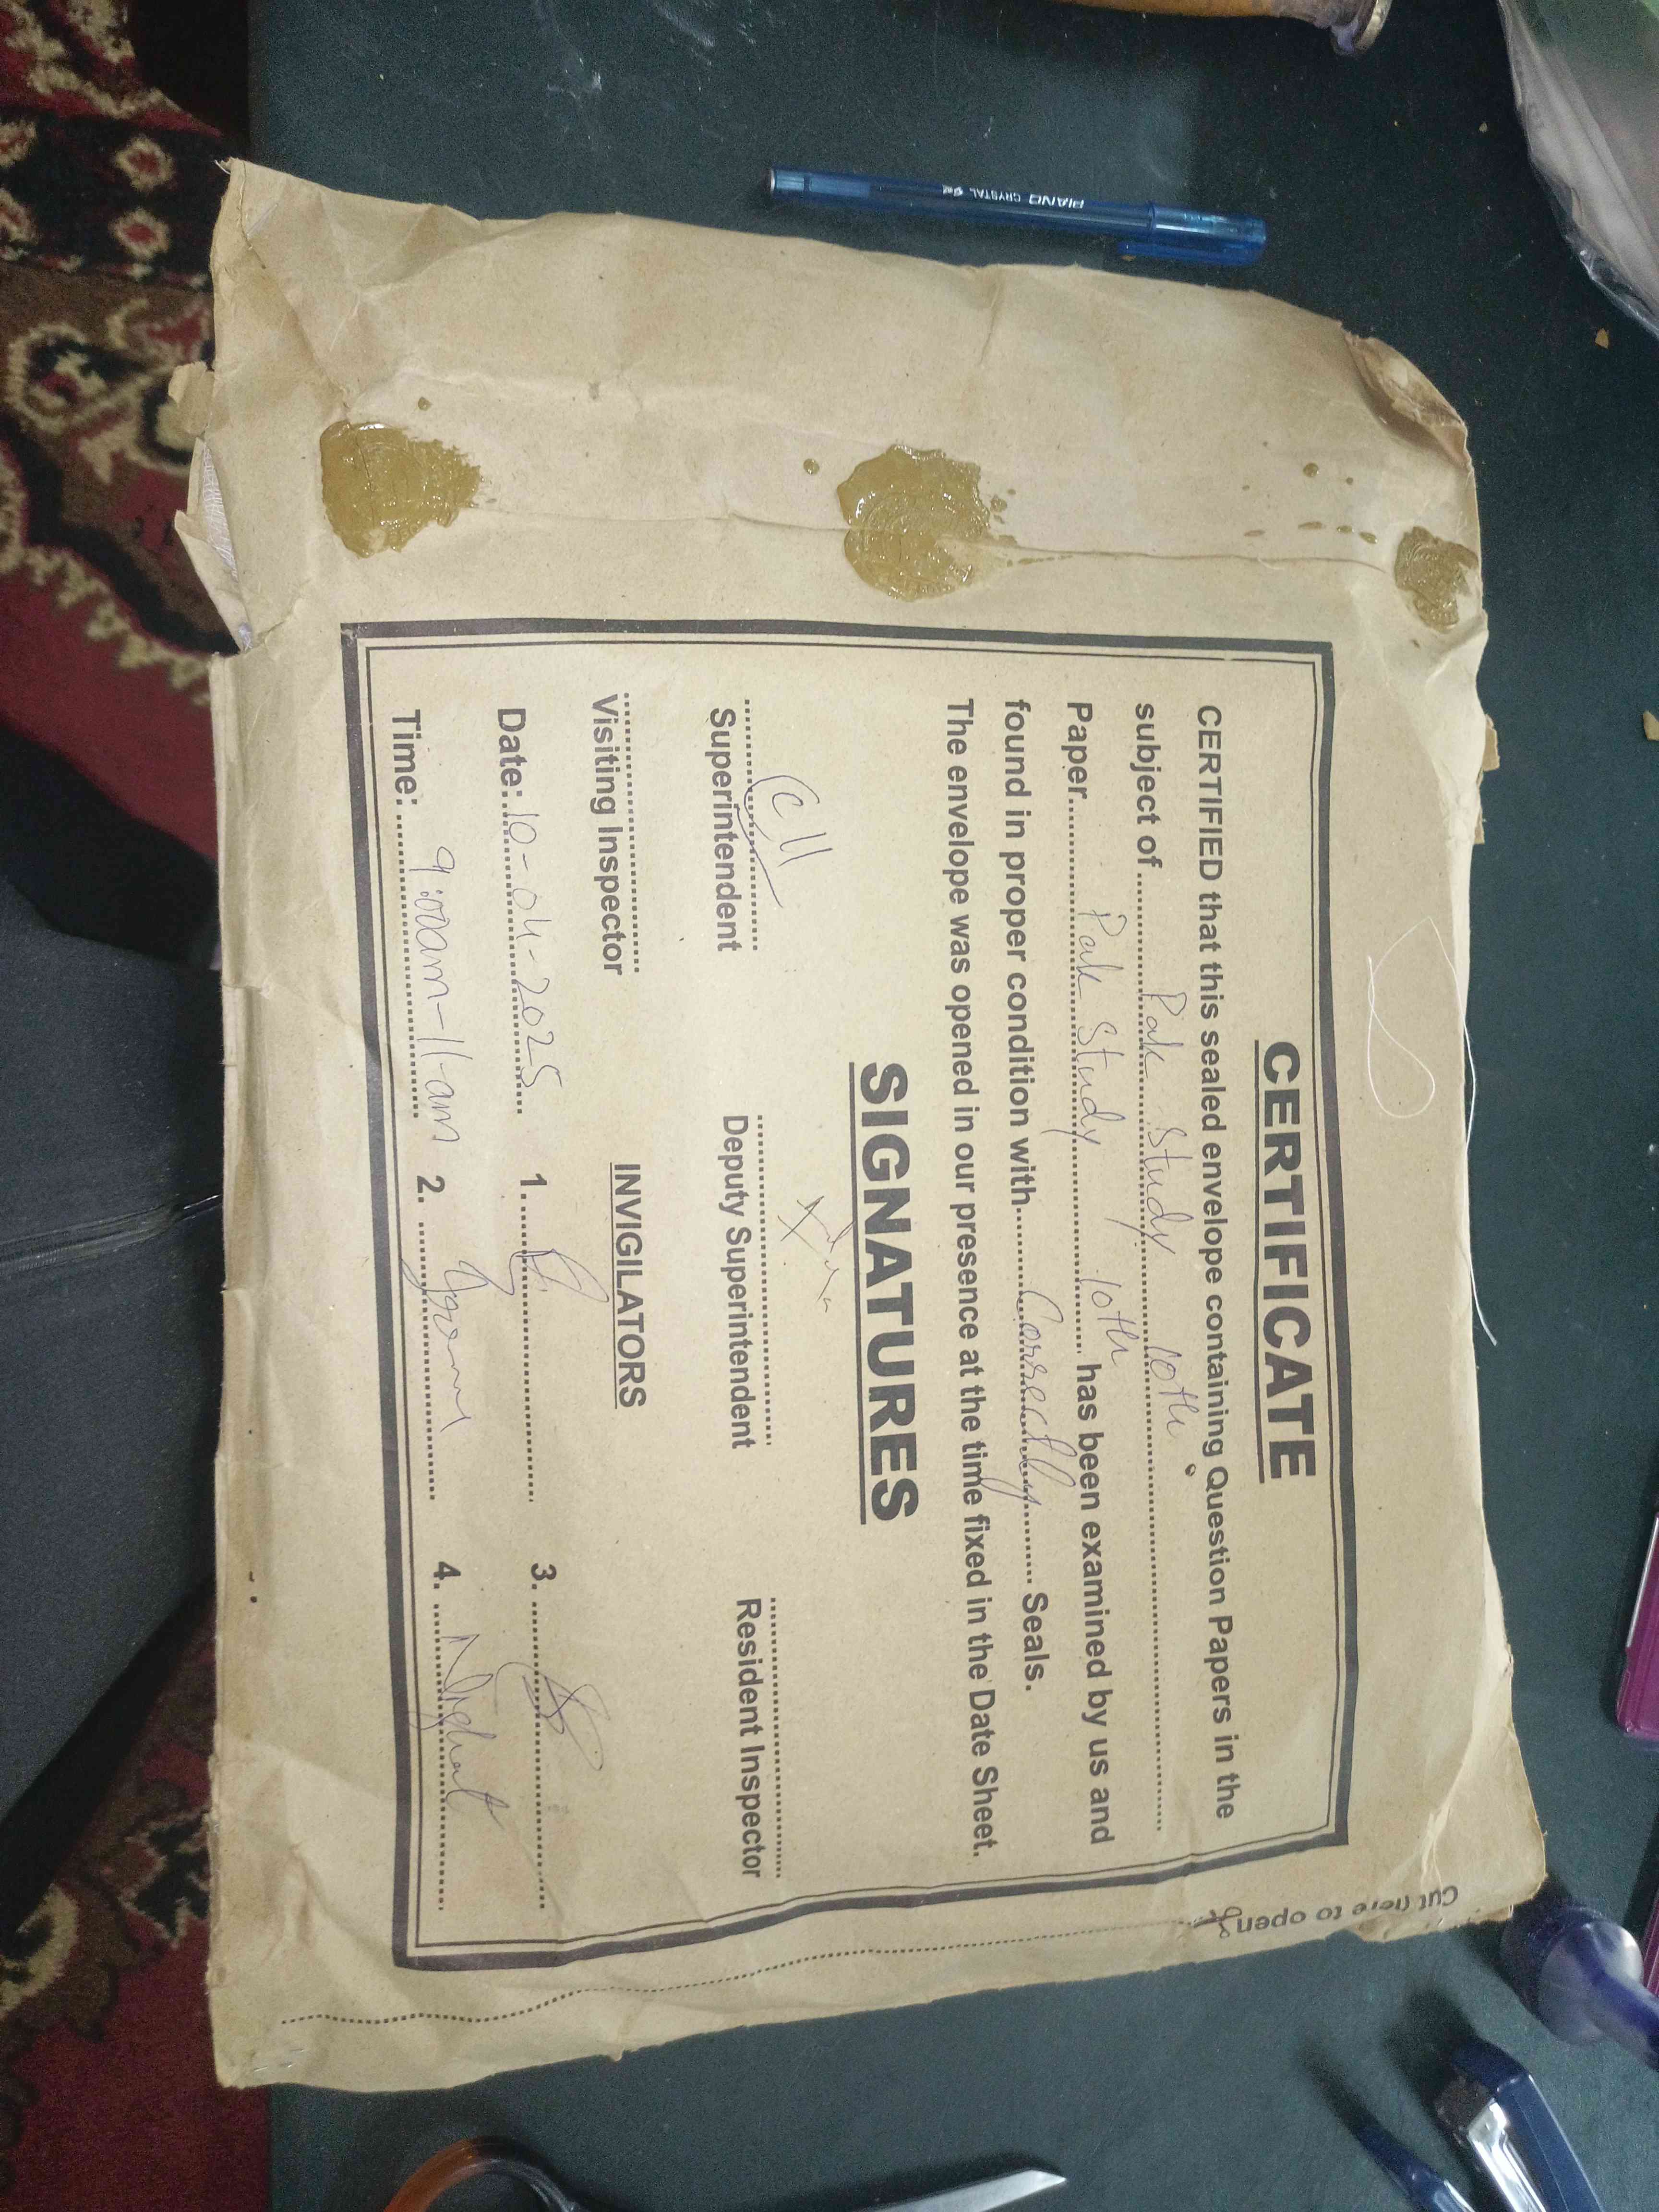 CERTIFICATE
CERTIFIED that this sealed envelope containing Question Papers in the
subject of ........ Pak Study 10th ........
Paper........ Pak Study 10th ........ has been examined by us and
found in proper condition with........ Correctly ........ Seals.
The envelope was opened in our presence at the time fixed in the Date Sheet.
SIGNATURES
Superintendent Deputy Superintendent Resident Inspector
Visiting Inspector INVIGILATORS
Date: 10-04-2025 1. 3.
Time: 9:00am-11-am 2. 4. Nighat
Cut here to open
PIANO CRYSTAL